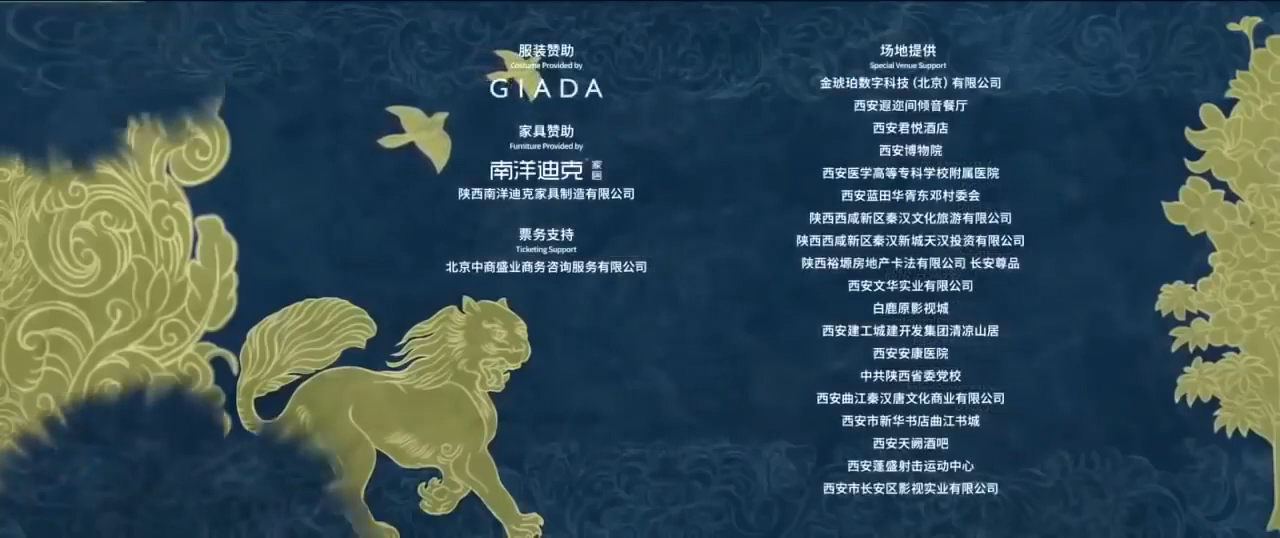 服装赞助
Costume Provided by
GIADA
家具赞助
Furniture Provided by
南洋迪克 家居
陕西南洋迪克家具制造有限公司
票务支持
Ticketing Support
北京中商盛业商务咨询服务有限公司
场地提供
Special Venue Support
金琥珀数字科技（北京）有限公司
西安遐迩间倾音餐厅
西安君悦酒店
西安博物院
西安医学高等专科学校附属医院
西安蓝田华胥东邓村委会
陕西西咸新区秦汉文化旅游有限公司
陕西西咸新区秦汉新城天汉投资有限公司
陕西裕塬房地产卡法有限公司 长安尊品
西安文华实业有限公司
白鹿原影视城
西安建工城建开发集团清凉山居
西安安康医院
中共陕西省委党校
西安曲江秦汉唐文化商业有限公司
西安市新华书店曲江书城
西安天阙酒吧
西安蓬盛射击运动中心
西安市长安区影视实业有限公司